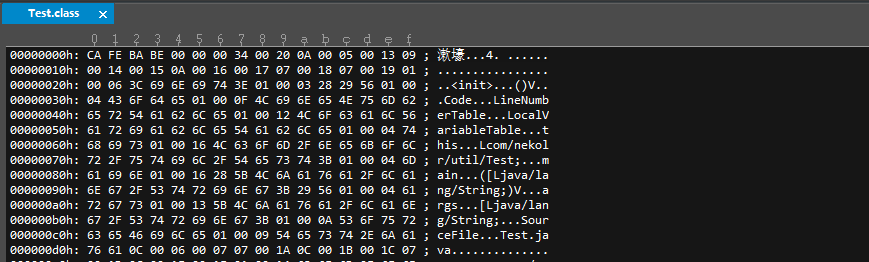 Test.class ×
0 1 2 3 4 5 6 7 8 9 a b c d e f
00000000h: CA FE BA BE 00 00 00 34 00 20 0A 00 05 00 13 09 ; 漱壕...4. ......
00000010h: 00 14 00 15 0A 00 16 00 17 07 00 18 07 00 19 01 ; ................
00000020h: 00 06 3C 69 6E 69 74 3E 01 00 03 28 29 56 01 00 ; ..<init>...()V..
00000030h: 04 43 6F 64 65 01 00 0F 4C 69 6E 65 4E 75 6D 62 ; .Code...LineNumb
00000040h: 65 72 54 61 62 6C 65 01 00 12 4C 6F 63 61 6C 56 ; erTable...LocalV
00000050h: 61 72 69 61 62 6C 65 54 61 62 6C 65 01 00 04 74 ; ariableTable...t
00000060h: 68 69 73 01 00 16 4C 63 6F 6D 2F 6E 65 6B 6F 6C ; his...Lcom/nekol
00000070h: 72 2F 75 74 69 6C 2F 54 65 73 74 3B 01 00 04 6D ; r/util/Test;...m
00000080h: 61 69 6E 01 00 16 28 5B 4C 6A 61 76 61 2F 6C 61 ; ain...([Ljava/la
00000090h: 6E 67 2F 53 74 72 69 6E 67 3B 29 56 01 00 04 61 ; ng/String;)V...a
000000a0h: 72 67 73 01 00 13 5B 4C 6A 61 76 61 2F 6C 61 6E ; rgs...[Ljava/lan
000000b0h: 67 2F 53 74 72 69 6E 67 3B 01 00 0A 53 6F 75 72 ; g/String;...Sour
000000c0h: 63 65 46 69 6C 65 01 00 09 54 65 73 74 2E 6A 61 ; ceFile...Test.ja
000000d0h: 76 61 0C 00 06 00 07 07 00 1A 0C 00 1B 00 1C 07 ; va..............